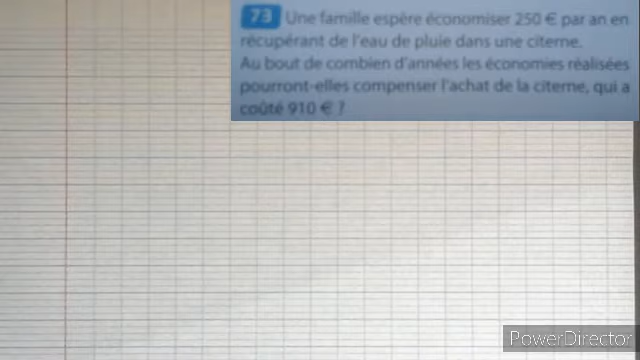 73 Une famille espère économiser 250 € par an en
récupérant de l'eau de pluie dans une citerne.
Au bout de combien d'années les économies réalisées
pourront-elles compenser l'achat de la citerne, qui a
coûté 910 € ?
PowerDirector